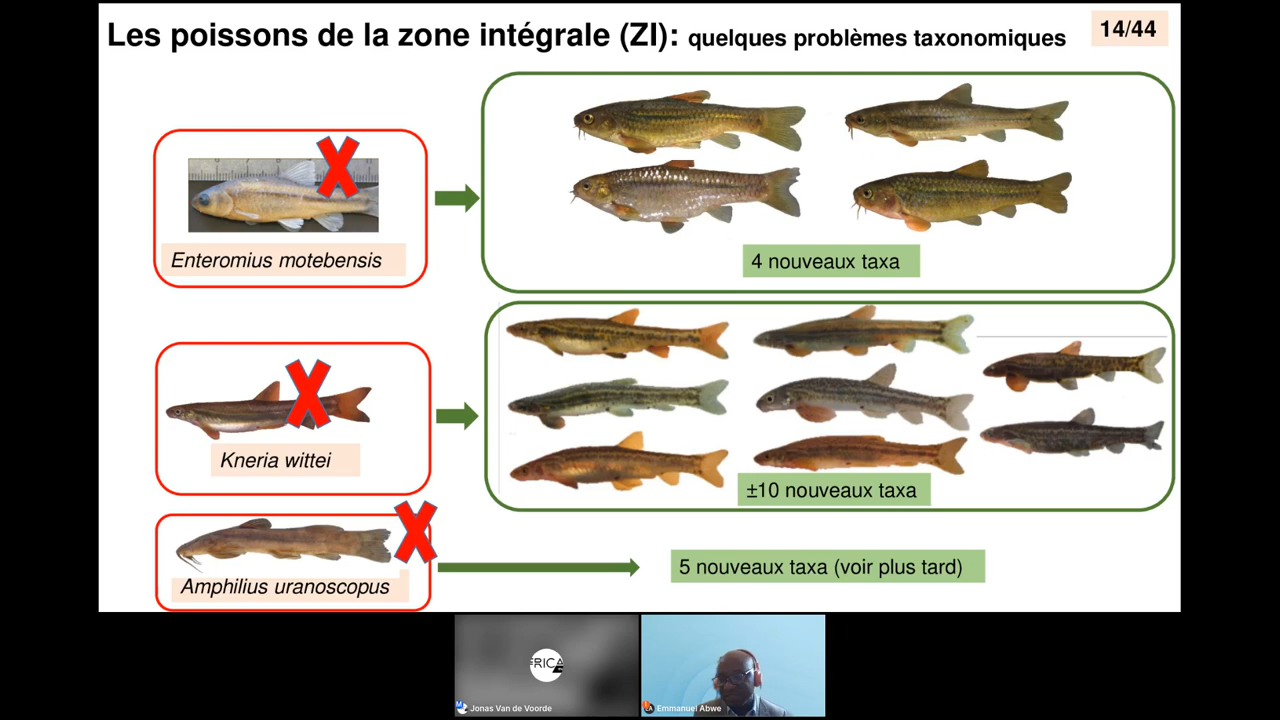 Les poissons de la zone intégrale (ZI): quelques problèmes taxonomiques
14/44
Enteromius motebensis
4 nouveaux taxa
Kneria wittei
±10 nouveaux taxa
Amphilius uranoscopus
5 nouveaux taxa (voir plus tard)
FRICA
Jonas Van de Voorde
Emmanuel Abwe